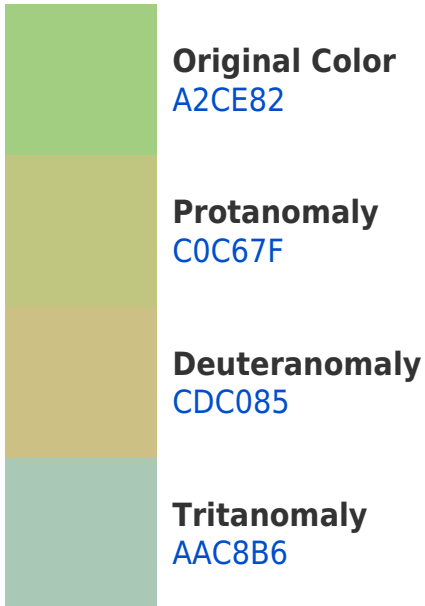 Original Color
A2CE82
Protanomaly
C0C67F
Deuteranomaly
CDC085
Tritanomaly
AAC8B6